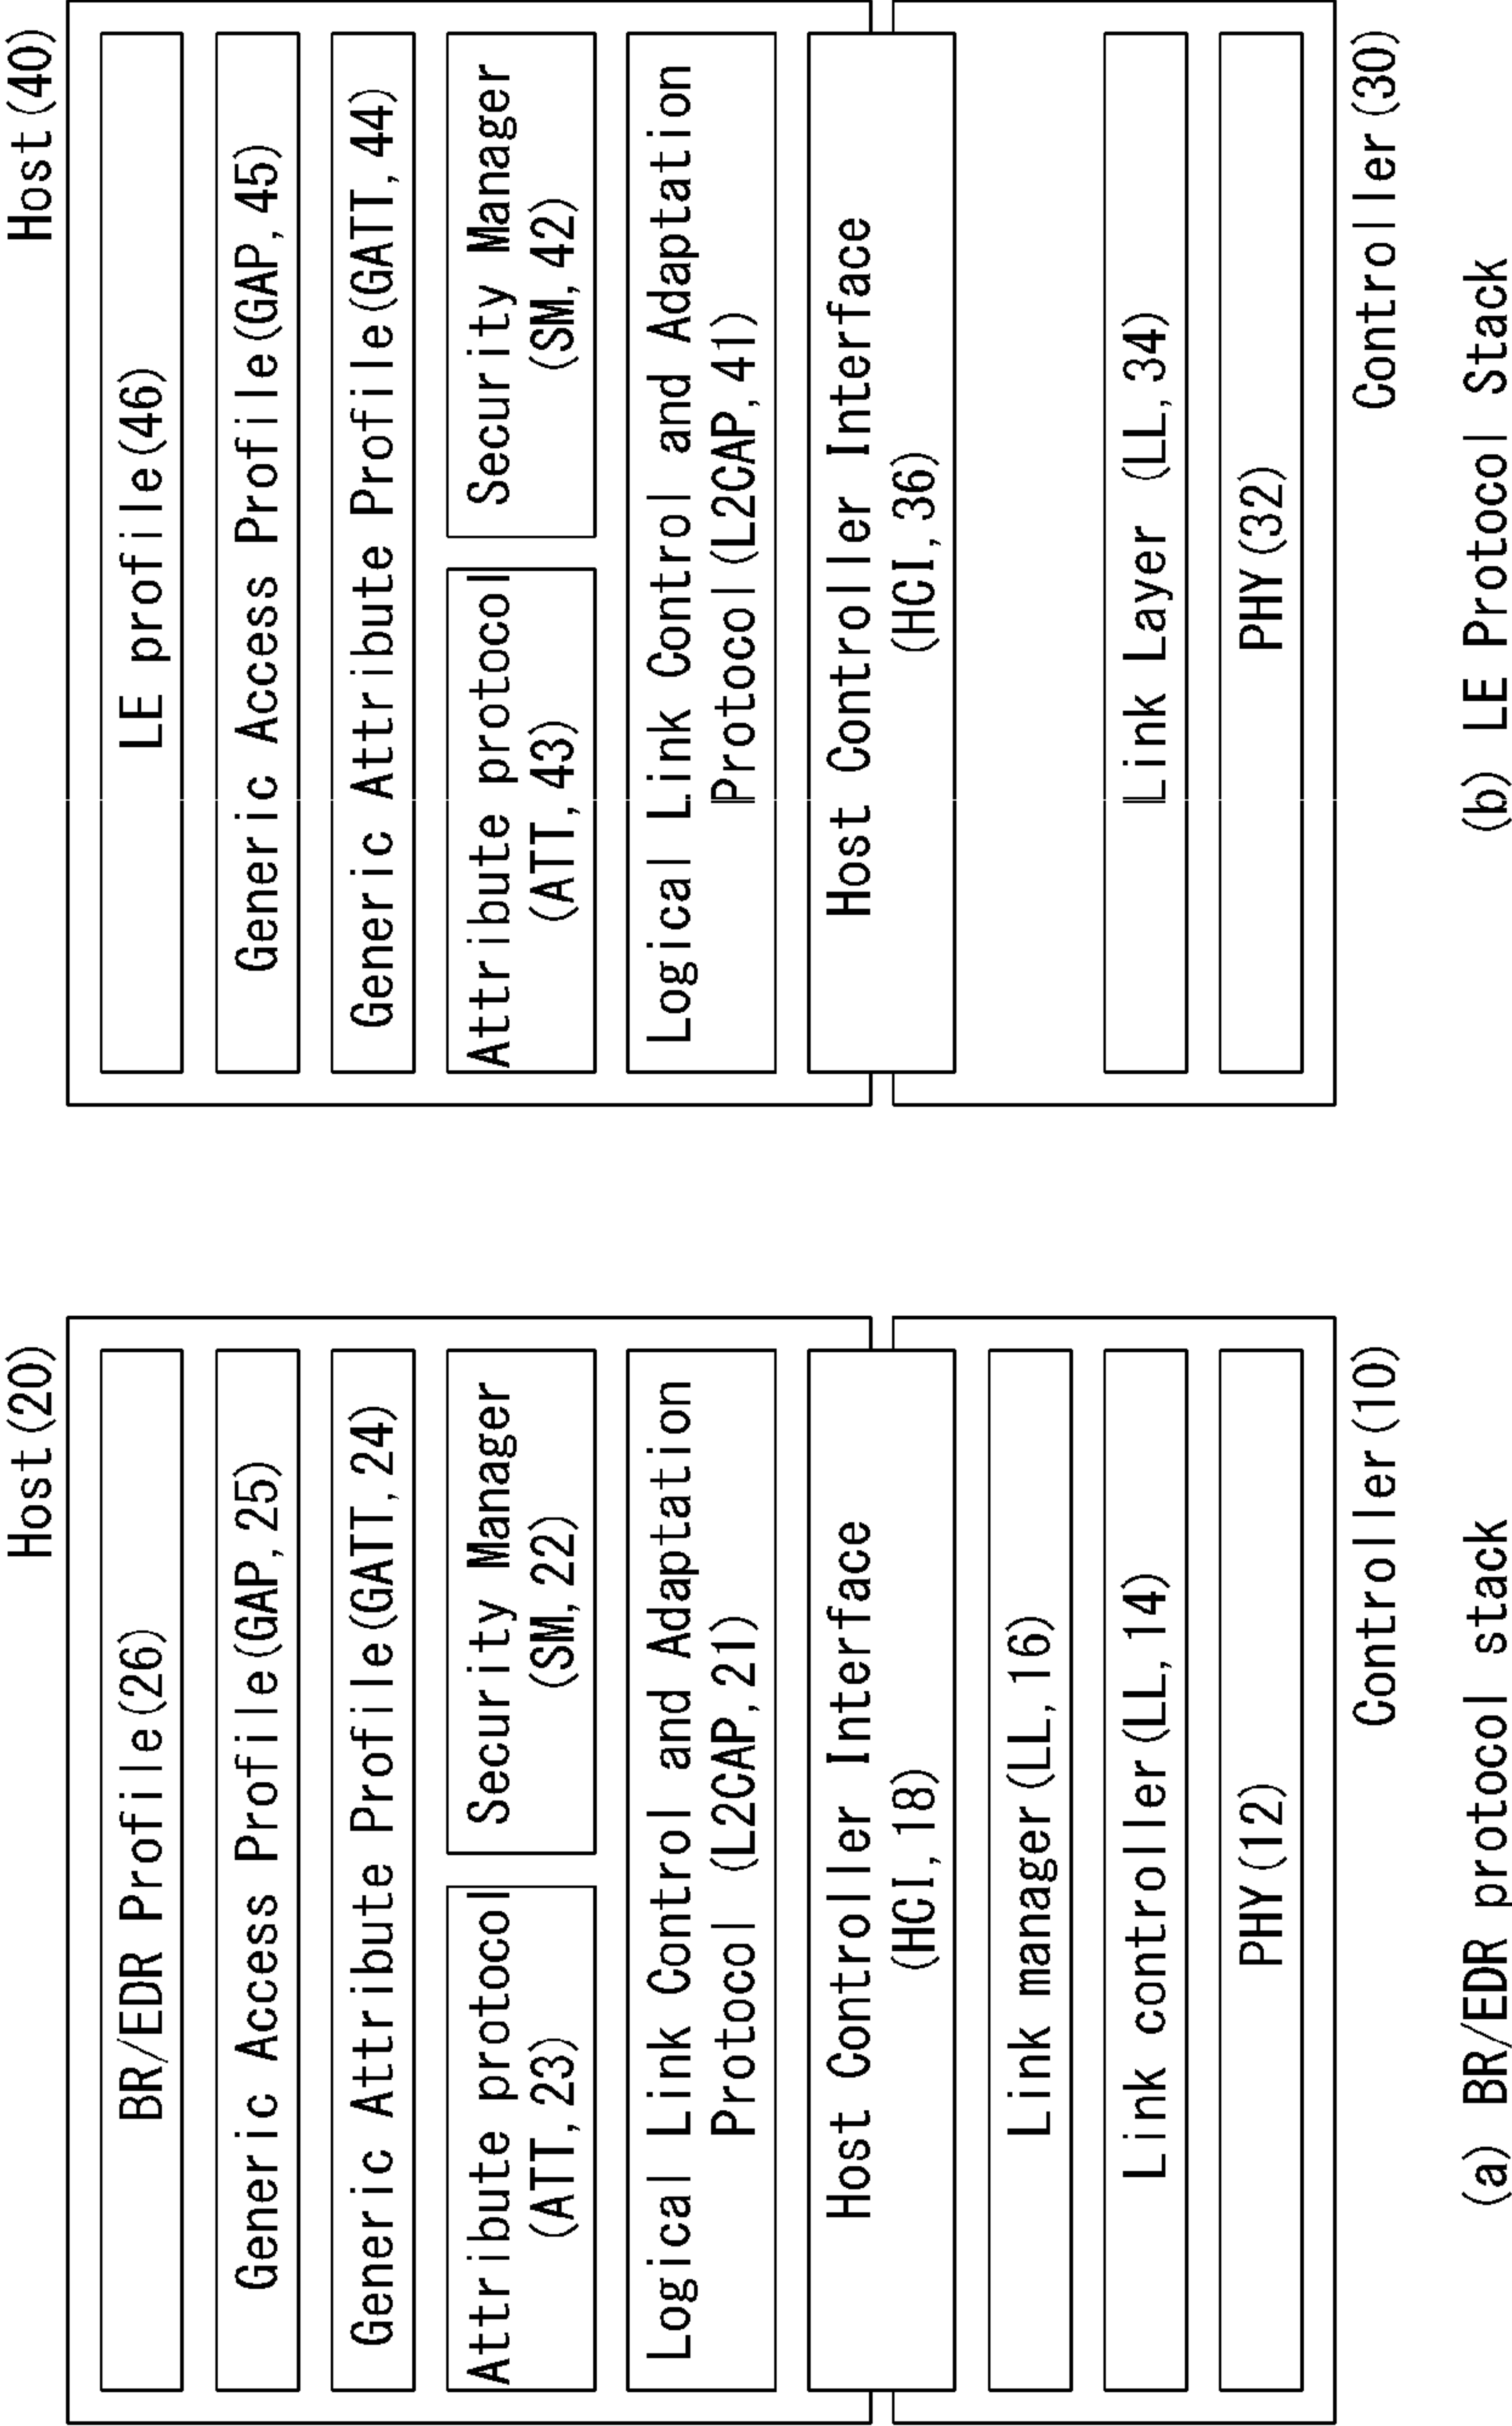 Host(20)
BR/EDR Profile(26)
Generic Access Profile(GAP, 25)
Generic Attribute Profile(GATT, 24)
Attribute protocol
(ATT, 23)
Security Manager
(SM, 22)
Logical Link Control and Adaptation
Protocol (L2CAP, 21)
Host Controller Interface
(HCI, 18)
Link manager(LL, 16)
Link controller(LL, 14)
PHY(12)
Controller(10)
(a) BR/EDR protocol stack
Host(40)
LE profile(46)
Generic Access Profile(GAP, 45)
Generic Attribute Profile(GATT, 44)
Attribute protocol
(ATT, 43)
Security Manager
(SM, 42)
Logical Link Control and Adaptation
Protocol(L2CAP, 41)
Host Controller Interface
(HCI, 36)
Link Layer (LL, 34)
PHY(32)
Controller(30)
(b) LE Protocol Stack